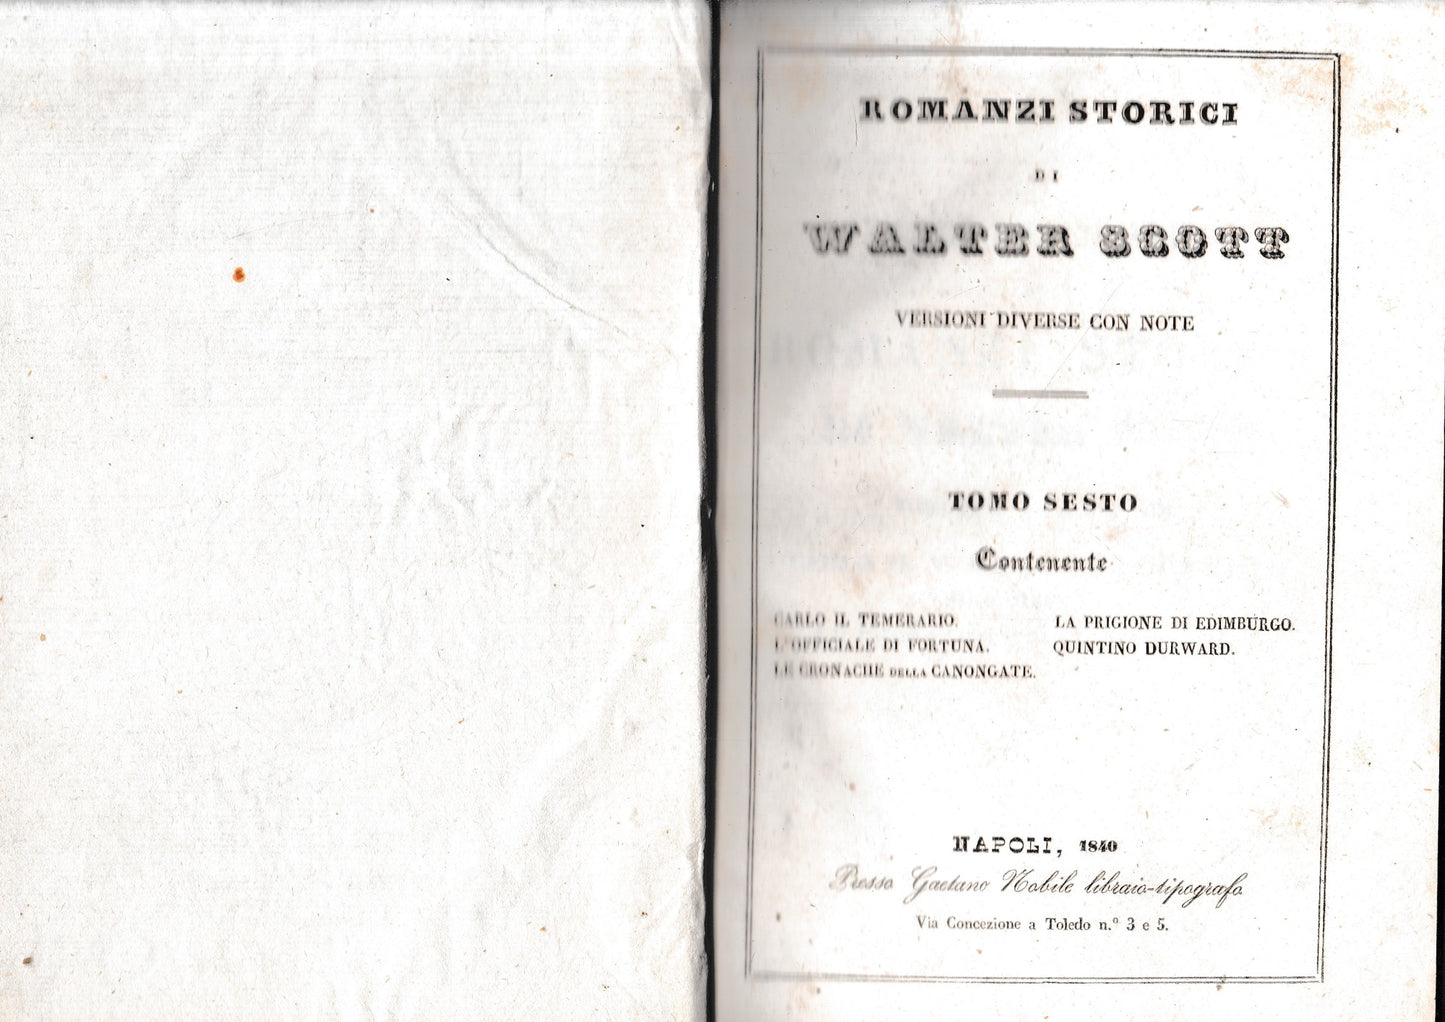 ROMANZI STORICI
DI
WALTER SCOTT
VERSIONI DIVERSE CON NOTE
TOMO SESTO
Contenente
CARLO IL TEMERARIO.
L'OFFICIALE DI FORTUNA.
LE CRONACHE DELLA CANONGATE.
LA PRIGIONE DI EDIMBURGO.
QUINTINO DURWARD.
NAPOLI, 1840
Presso Gaetano Nobile libraio-tipografo
Via Concezione a Toledo n.° 3 e 5.